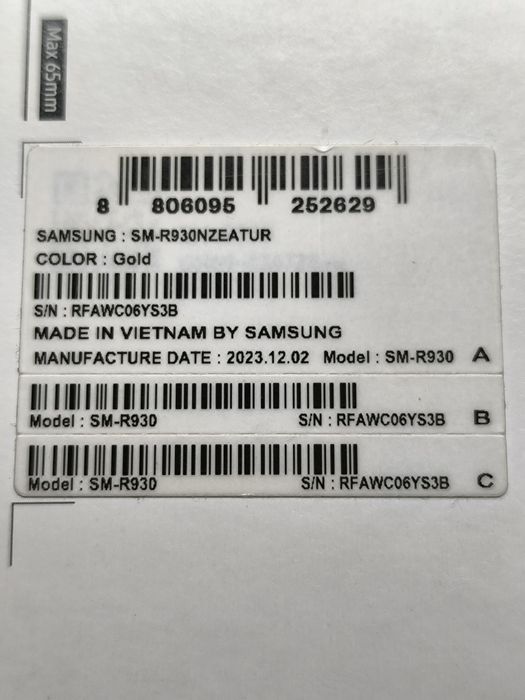 Max 65mm
8 806095 252629
SAMSUNG : SM-R930NZEATUR
COLOR : Gold
S/N : RFAWC06YS3B
MADE IN VIETNAM BY SAMSUNG
MANUFACTURE DATE : 2023.12.02 Model : SM-R930 A
Model : SM-R930 S/N : RFAWC06YS3B B
Model : SM-R930 S/N : RFAWC06YS3B C